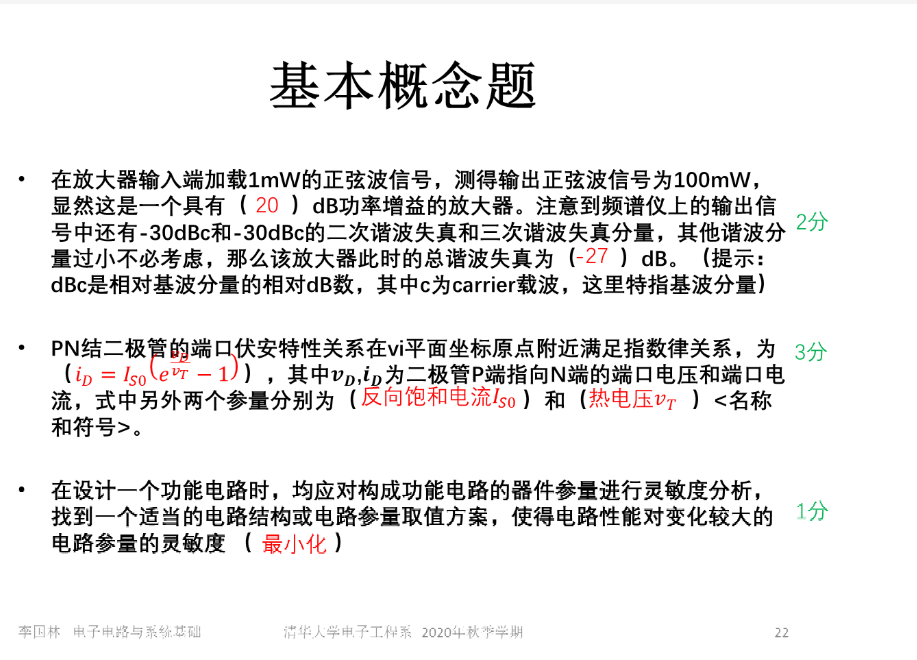 基本概念题
• 在放大器输入端加载1mW的正弦波信号，测得输出正弦波信号为100mW，
显然这是一个具有（ 20 ）dB功率增益的放大器。注意到频谱仪上的输出信
号中还有-30dBc和-30dBc的二次谐波失真和三次谐波失真分量，其他谐波分
量过小不必考虑，那么该放大器此时的总谐波失真为（-27 ）dB。（提示：
dBc是相对基波分量的相对dB数，其中c为carrier载波，这里特指基波分量）
2分
• PN结二极管的端口伏安特性关系在vi平面坐标原点附近满足指数律关系，为
（i_D = I_{S0}(e^{v_D/v_T} − 1)），其中v_D,i_D为二极管P端指向N端的端口电压和端口电
流，式中另外两个参量分别为（反向饱和电流I_{S0}）和（热电压v_T ）<名称
和符号>。
3分
• 在设计一个功能电路时，均应对构成功能电路的器件参量进行灵敏度分析，
找到一个适当的电路结构或电路参量取值方案，使得电路性能对变化较大的
电路参量的灵敏度 （ 最小化 ）
1分
李国林 电子电路与系统基础 清华大学电子工程系 2020年秋季学期 22